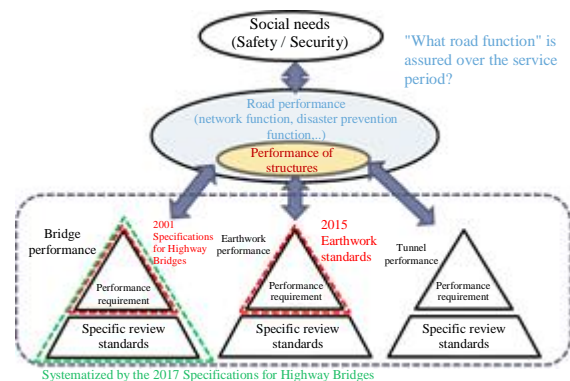 Social needs
(Safety / Security)
"What road function" is
assured over the service
period?
Road performance
(network function, disaster prevention
function,..)
Performance of
structures
Bridge
performance
2001
Specifications
for Highway
Bridges
Earthwork
performance
2015
Earthwork
standards
Tunnel
performance
Performance
requirement
Performance
requirement
Performance
requirement
Specific review
standards
Specific review
standards
Specific review
standards
Systematized by the 2017 Specifications for Highway Bridges